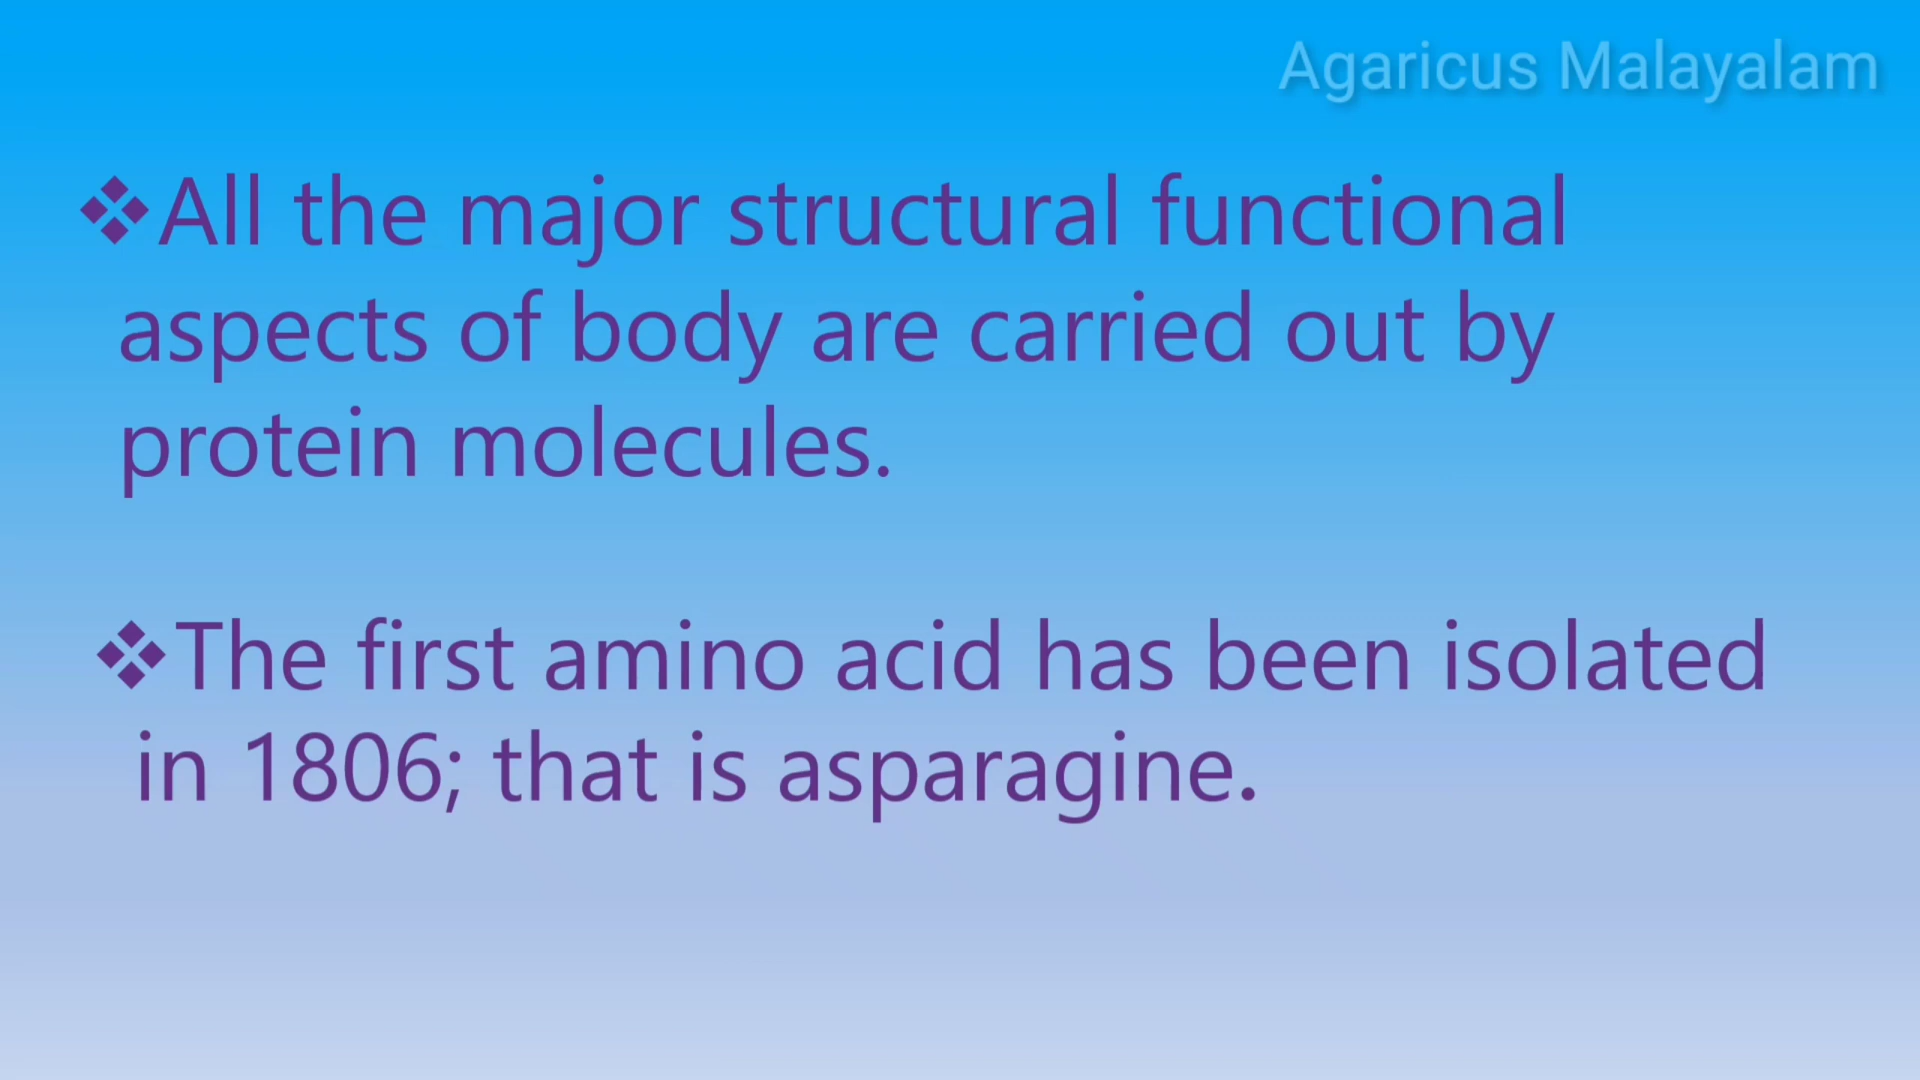 Agaricus Malayalam
❖All the major structural functional
aspects of body are carried out by
protein molecules.
❖The first amino acid has been isolated
in 1806; that is asparagine.